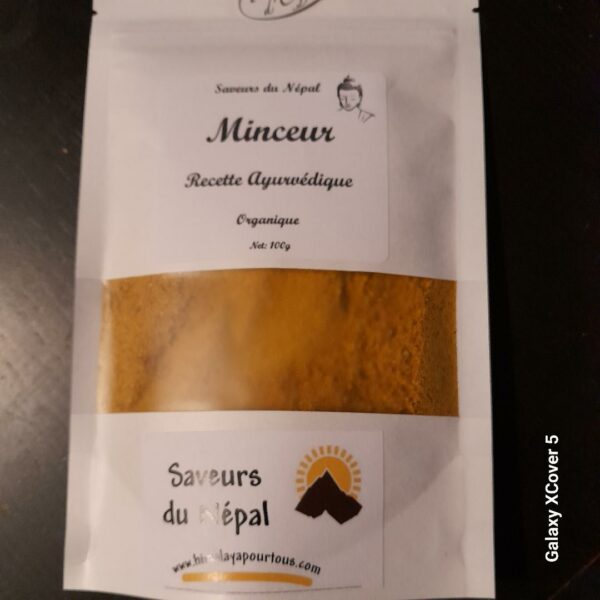 Saveurs du Népal
Minceur
Recette Ayurvédique
Organique
Net: 100g
Saveurs
du Népal
www.himalayapourtous.com
Galaxy XCover 5